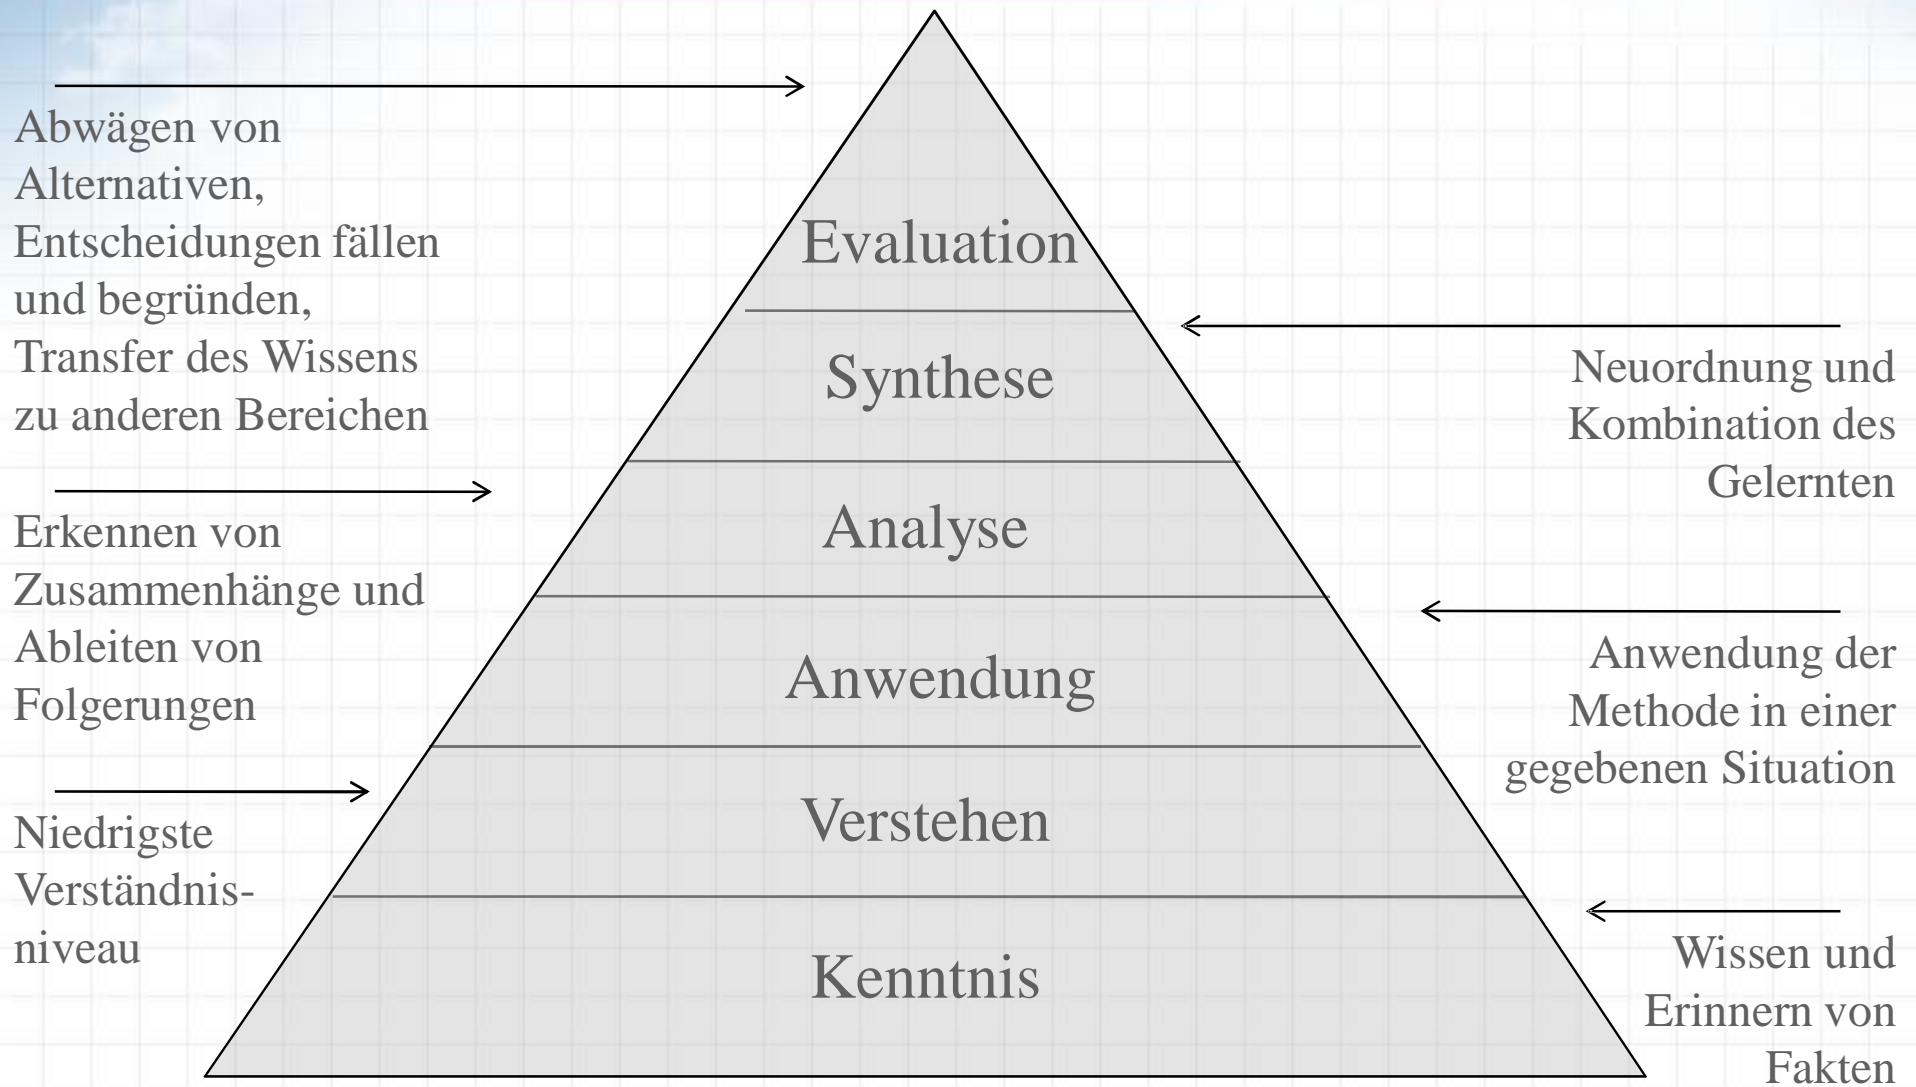 Abwägen von
Alternativen,
Entscheidungen fällen
und begründen,
Transfer des Wissens
zu anderen Bereichen
Erkennen von
Zusammenhänge und
Ableiten von
Folgerungen
Niedrigste
Verständnis-
niveau
Evaluation
Synthese
Analyse
Anwendung
Verstehen
Kenntnis
Neuordnung und
Kombination des
Gelernten
Anwendung der
Methode in einer
gegebenen Situation
Wissen und
Erinnern von
Fakten